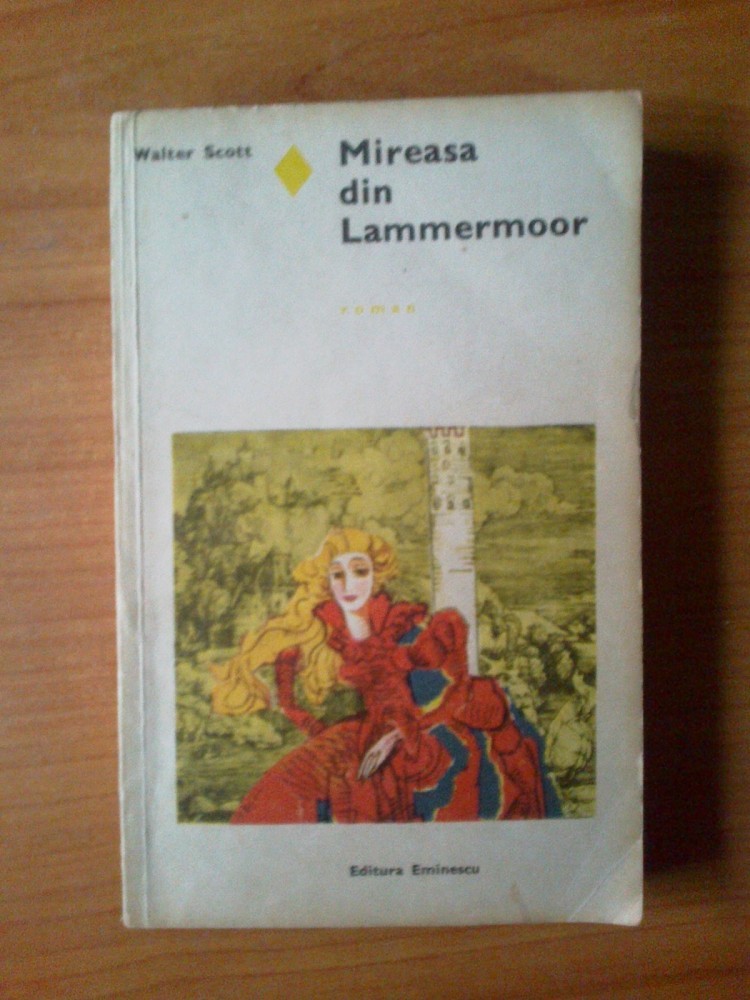 Walter Scott
Mireasa
din
Lammermoor
roman
Editura Eminescu